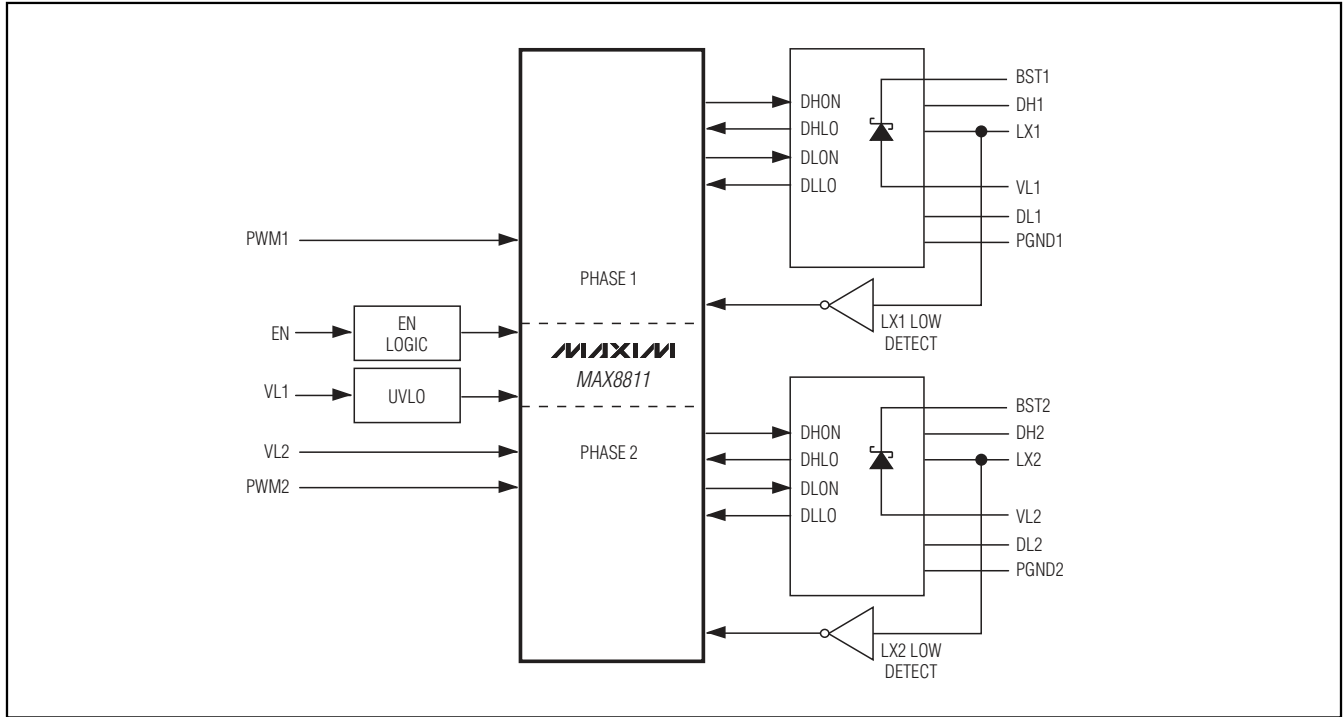 PWM1
EN
EN
LOGIC
VL1
UVLO
VL2
PWM2
PHASE 1
MAXIM
MAX8811
PHASE 2
DHON
DHLO
DLON
DLLO
BST1
DH1
LX1
VL1
DL1
PGND1
LX1 LOW
DETECT
DHON
DHLO
DLON
DLLO
BST2
DH2
LX2
VL2
DL2
PGND2
LX2 LOW
DETECT